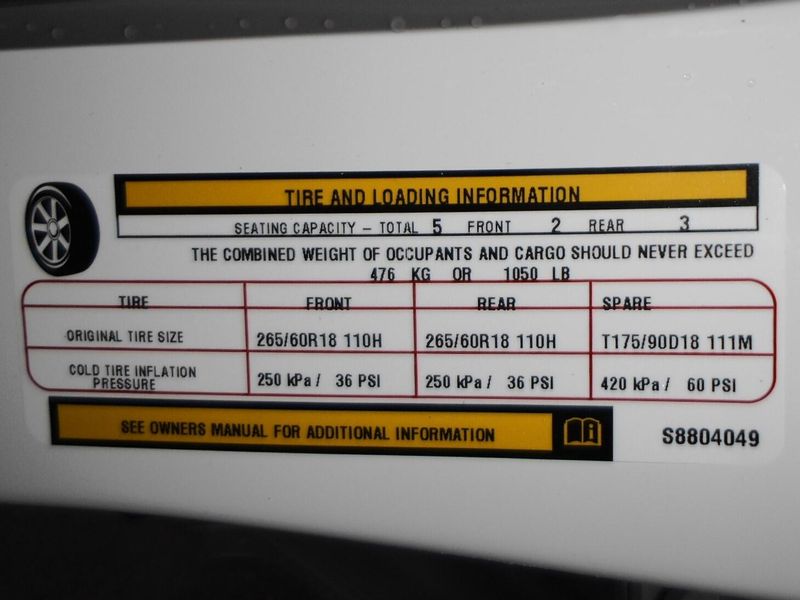 TIRE AND LOADING INFORMATION
SEATING CAPACITY – TOTAL 5 FRONT 2 REAR 3
THE COMBINED WEIGHT OF OCCUPANTS AND CARGO SHOULD NEVER EXCEED
476 KG OR 1050 LB
TIRE FRONT REAR SPARE
ORIGINAL TIRE SIZE 265/60R18 110H 265/60R18 110H T175/90D18 111M
COLD TIRE INFLATION
PRESSURE 250 kPa / 36 PSI 250 kPa / 36 PSI 420 kPa / 60 PSI
SEE OWNERS MANUAL FOR ADDITIONAL INFORMATION
S8804049